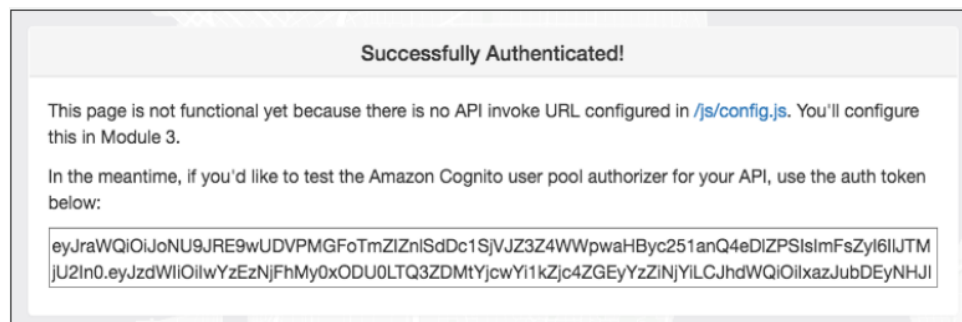 Successfully Authenticated!
This page is not functional yet because there is no API invoke URL configured in /js/config.js. You'll configure
this in Module 3.
In the meantime, if you'd like to test the Amazon Cognito user pool authorizer for your API, use the auth token
below: